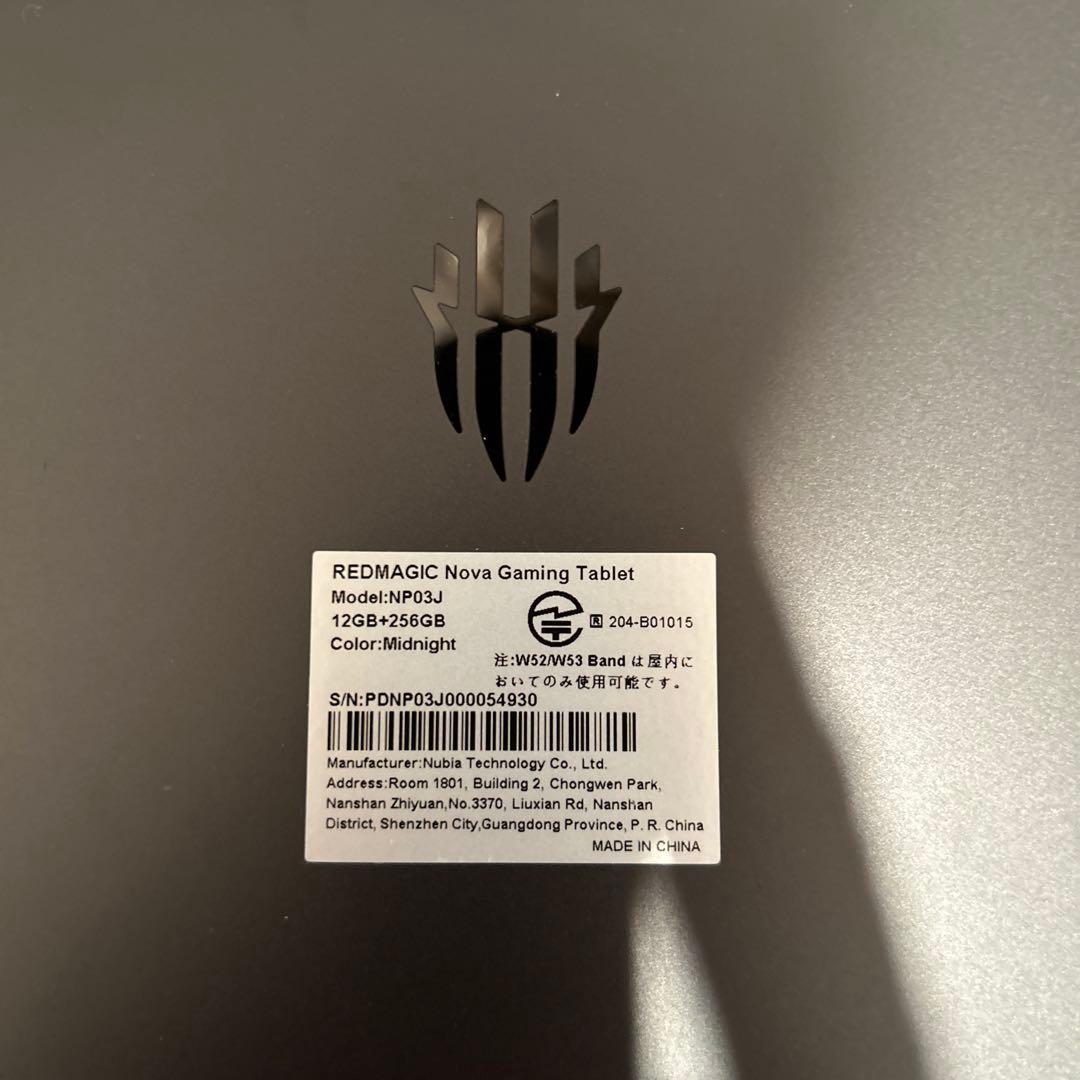 REDMAGIC Nova Gaming Tablet
Model:NP03J
12GB+256GB
R 204-B01015
Color:Midnight
注:W52/W53 Band は屋内に
おいてのみ使用可能です。
S/N:PDNP03J000054930
Manufacturer:Nubia Technology Co., Ltd.
Address:Room 1801, Building 2, Chongwen Park,
Nanshan Zhiyuan,No.3370, Liuxian Rd, Nanshan
District, Shenzhen City,Guangdong Province, P. R. China
MADE IN CHINA